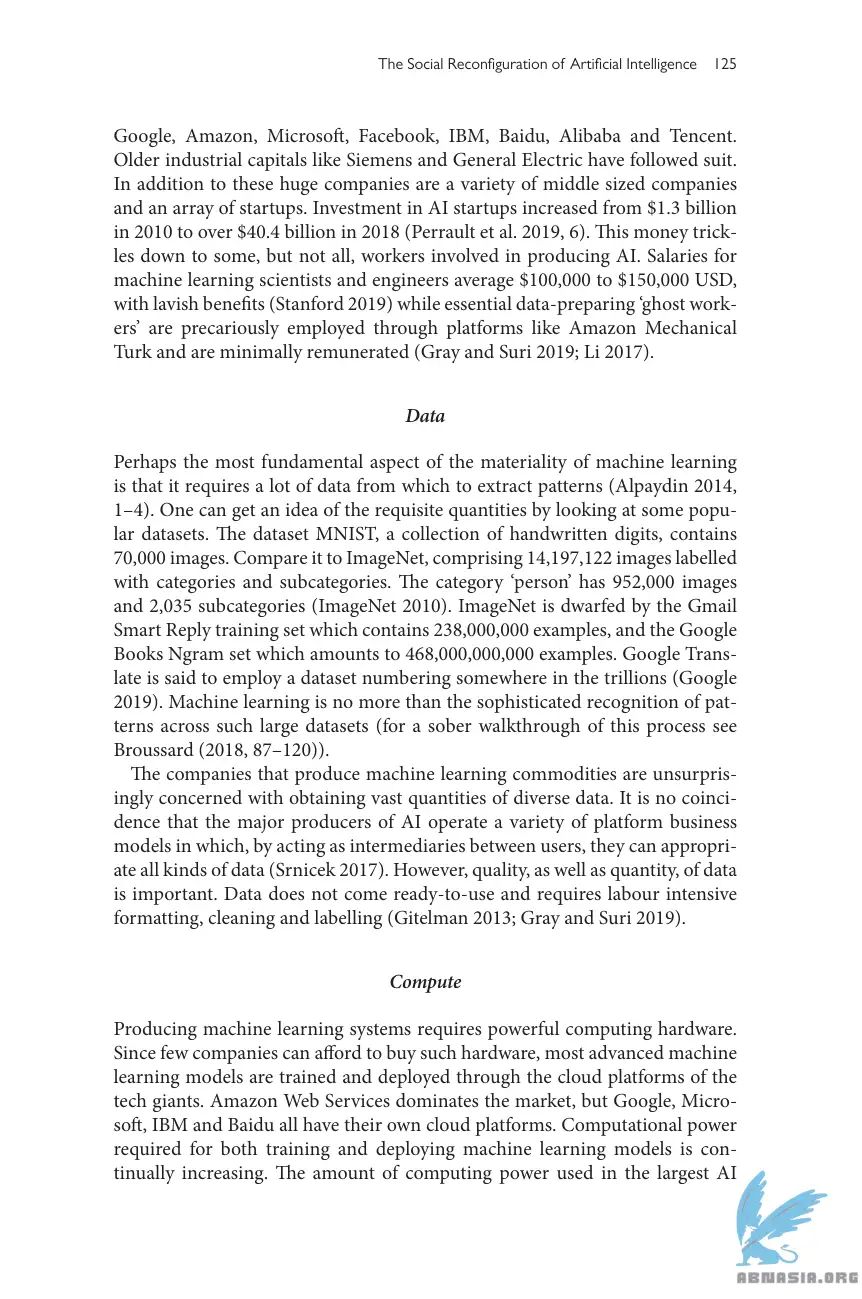 The Social Reconfiguration of Artificial Intelligence 125
Google, Amazon, Microsoft, Facebook, IBM, Baidu, Alibaba and Tencent.
Older industrial capitals like Siemens and General Electric have followed suit.
In addition to these huge companies are a variety of middle sized companies
and an array of startups. Investment in AI startups increased from $1.3 billion
in 2010 to over $40.4 billion in 2018 (Perrault et al. 2019, 6). This money trick-
les down to some, but not all, workers involved in producing AI. Salaries for
machine learning scientists and engineers average $100,000 to $150,000 USD,
with lavish benefits (Stanford 2019) while essential data-preparing ‘ghost work-
ers’ are precariously employed through platforms like Amazon Mechanical
Turk and are minimally remunerated (Gray and Suri 2019; Li 2017).
Data
Perhaps the most fundamental aspect of the materiality of machine learning
is that it requires a lot of data from which to extract patterns (Alpaydin 2014,
1–4). One can get an idea of the requisite quantities by looking at some popu-
lar datasets. The dataset MNIST, a collection of handwritten digits, contains
70,000 images. Compare it to ImageNet, comprising 14,197,122 images labelled
with categories and subcategories. The category ‘person’ has 952,000 images
and 2,035 subcategories (ImageNet 2010). ImageNet is dwarfed by the Gmail
Smart Reply training set which contains 238,000,000 examples, and the Google
Books Ngram set which amounts to 468,000,000,000 examples. Google Trans-
late is said to employ a dataset numbering somewhere in the trillions (Google
2019). Machine learning is no more than the sophisticated recognition of pat-
terns across such large datasets (for a sober walkthrough of this process see
Broussard (2018, 87–120)).
The companies that produce machine learning commodities are unsurpris-
ingly concerned with obtaining vast quantities of diverse data. It is no coinci-
dence that the major producers of AI operate a variety of platform business
models in which, by acting as intermediaries between users, they can appropri-
ate all kinds of data (Srnicek 2017). However, quality, as well as quantity, of data
is important. Data does not come ready-to-use and requires labour intensive
formatting, cleaning and labelling (Gitelman 2013; Gray and Suri 2019).
Compute
Producing machine learning systems requires powerful computing hardware.
Since few companies can afford to buy such hardware, most advanced machine
learning models are trained and deployed through the cloud platforms of the
tech giants. Amazon Web Services dominates the market, but Google, Micro-
soft, IBM and Baidu all have their own cloud platforms. Computational power
required for both training and deploying machine learning models is con-
tinually increasing. The amount of computing power used in the largest AI
ABNASIA.ORG